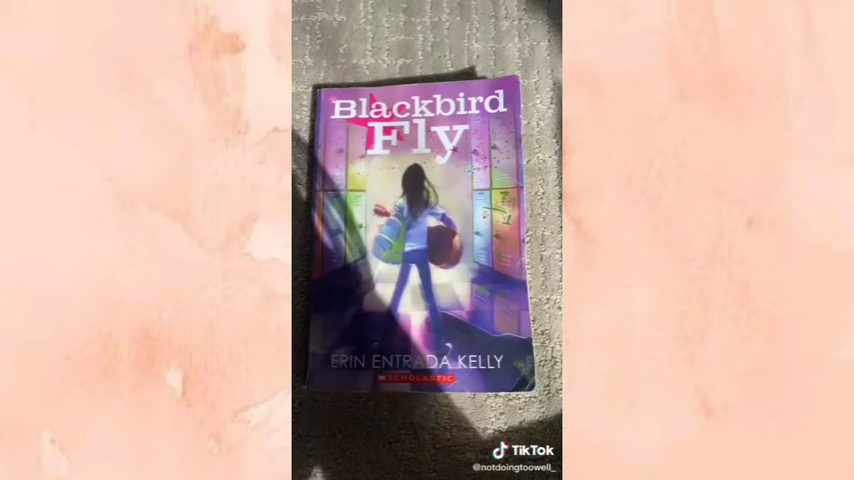 Blackbird
Fly
ERIN ENTRADA KELLY
SCHOLASTIC
TikTok
@notdoingtoowell_